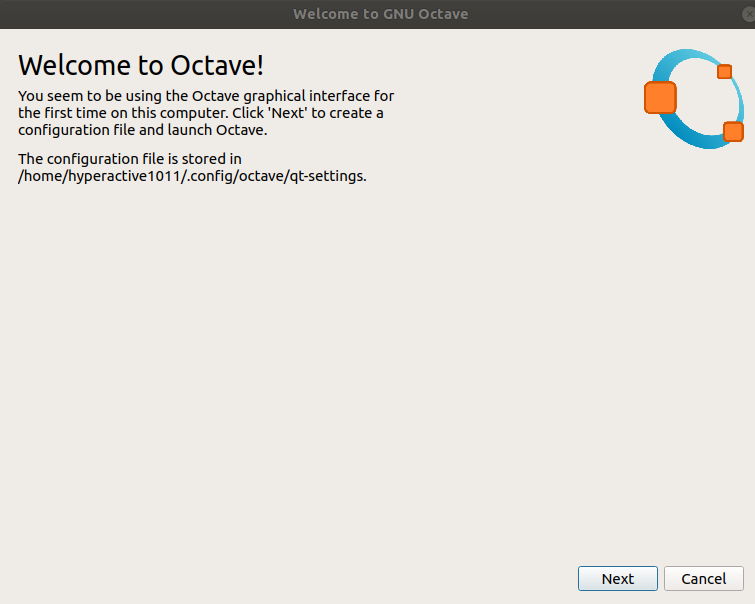 Welcome to GNU Octave
Welcome to Octave!
You seem to be using the Octave graphical interface for
the first time on this computer. Click 'Next' to create a
configuration file and launch Octave.
The configuration file is stored in
/home/hyperactive1011/.config/octave/qt-settings.
Next
Cancel